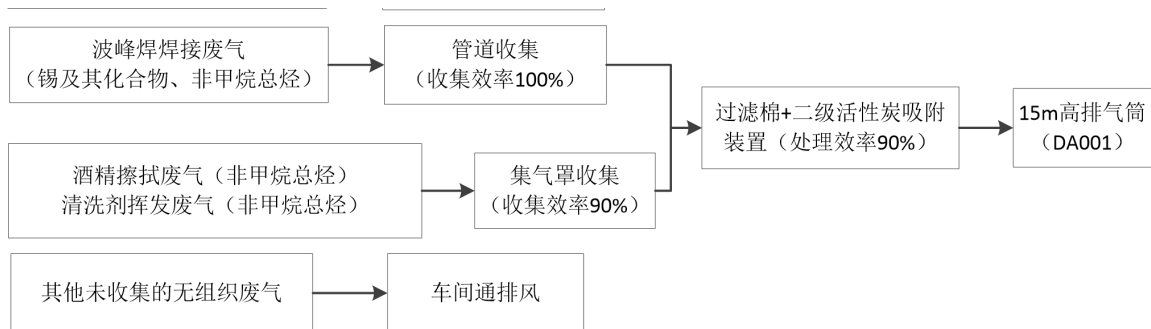 波峰焊焊接废气
（锡及其化合物、非甲烷总烃）
管道收集
（收集效率100%）
酒精擦拭废气（非甲烷总烃）
清洗剂挥发废气（非甲烷总烃）
集气罩收集
（收集效率90%）
过滤棉+二级活性炭吸附
装置（处理效率90%）
15m高排气筒
（DA001）
其他未收集的无组织废气
车间通排风